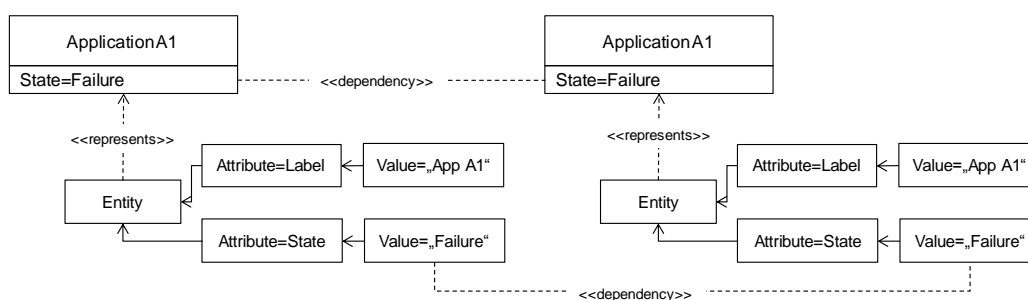 ApplicationA1
State=Failure
<<dependency>>
ApplicationA1
State=Failure
<<represents>>
Attribute=Label
Value=„App A1“
Entity
Attribute=State
Value=„Failure“
<<represents>>
Attribute=Label
Value=„App A1“
Entity
Attribute=State
Value=„Failure“
<<dependency>>